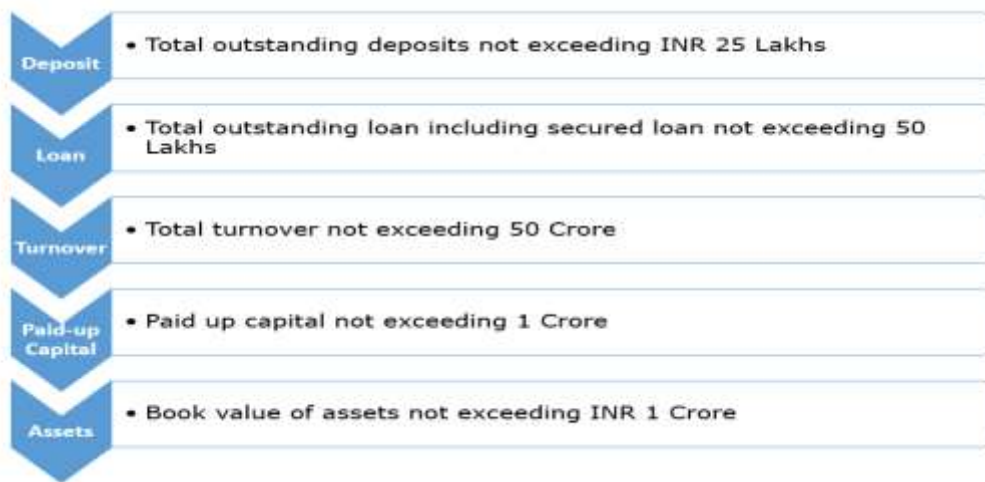 Deposit
• Total outstanding deposits not exceeding INR 25 Lakhs
Loan
• Total outstanding loan including secured loan not exceeding 50
Lakhs
Turnover
• Total turnover not exceeding 50 Crore
Paid-up
Capital
• Paid up capital not exceeding 1 Crore
Assets
• Book value of assets not exceeding INR 1 Crore